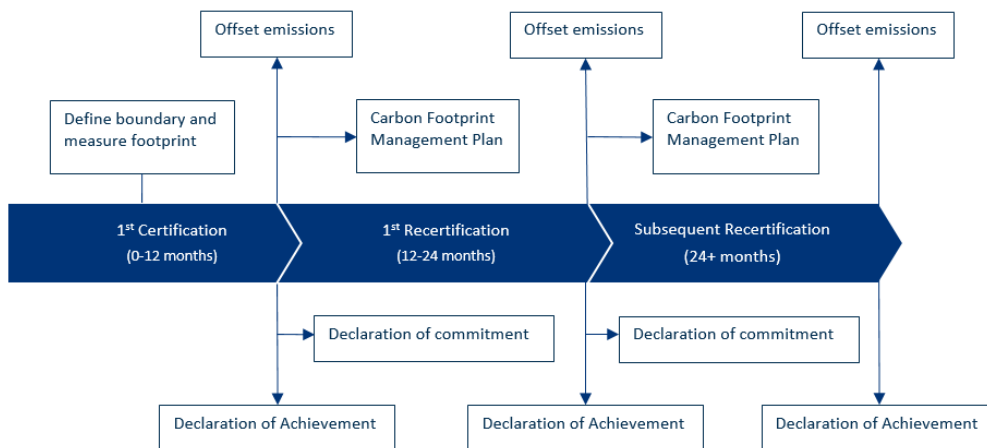 Offset emissions
Offset emissions
Offset emissions
Define boundary and
measure footprint
Carbon Footprint
Management Plan
Carbon Footprint
Management Plan
1st Certification
(0-12 months)
1st Recertification
(12-24 months)
Subsequent Recertification
(24+ months)
Declaration of commitment
Declaration of commitment
Declaration of Achievement
Declaration of Achievement
Declaration of Achievement